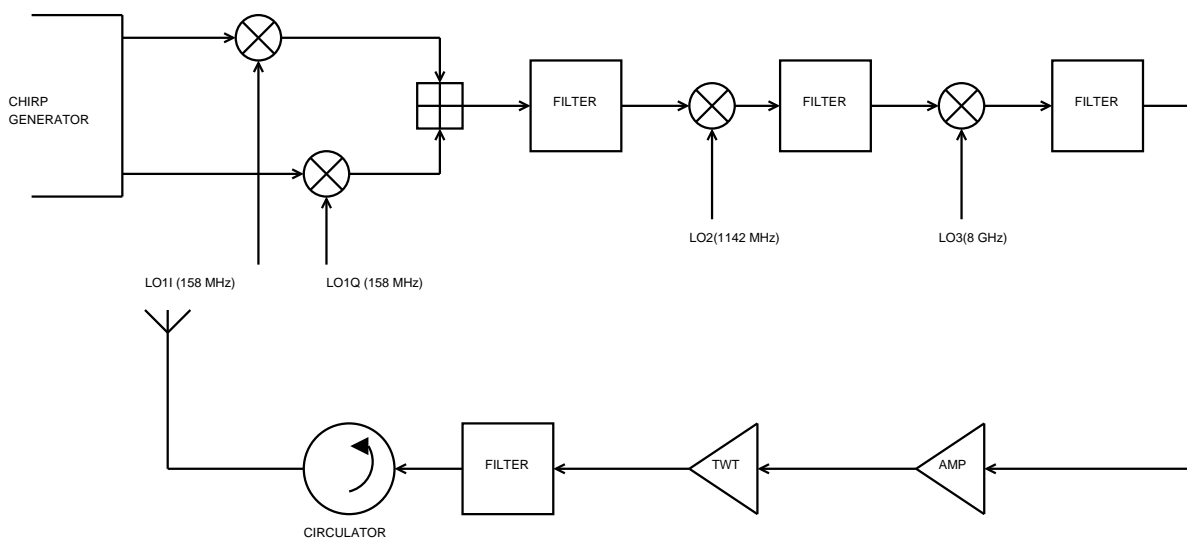 CHIRP
GENERATOR
FILTER
FILTER
FILTER
LO2(1142 MHz)
LO3(8 GHz)
LO1I (158 MHz)
LO1Q (158 MHz)
FILTER
TWT
AMP
CIRCULATOR